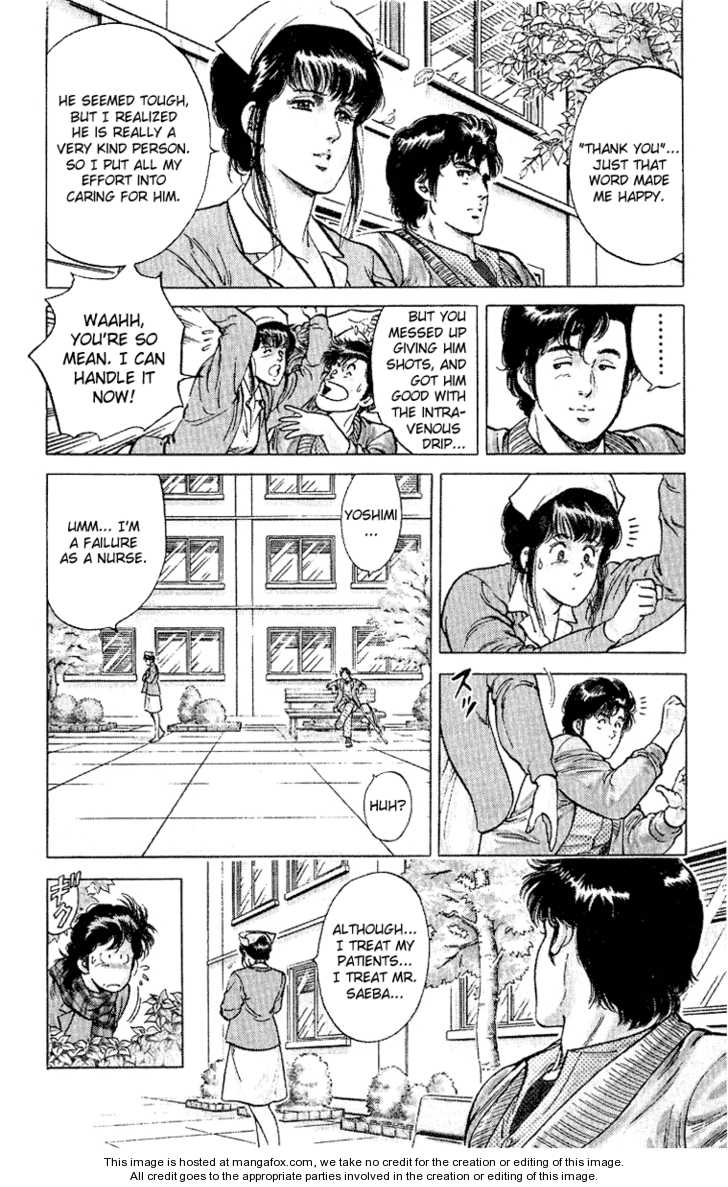 "THANK YOU"...
JUST THAT
WORD MADE
ME HAPPY.
HE SEEMED TOUGH,
BUT I REALIZED
HE IS REALLY A
VERY KIND PERSON.
SO I PUT ALL MY
EFFORT INTO
CARING FOR HIM.
........
BUT YOU
MESSED UP
GIVING HIM
SHOTS, AND
GOT HIM
GOOD WITH
THE INTRA-
VENOUS
DRIP...
WAAHH,
YOU'RE SO
MEAN. I CAN
HANDLE IT
NOW!
スッ
YOSHIMI
...
UMM... I'M
A FAILURE
AS A NURSE.
HUH?
ALTHOUGH...
I TREAT MY
PATIENTS...
I TREAT MR.
SAEBA...
ギク
This image is hosted at mangafox.com, we take no credit for the creation or editing of this image.
All credit goes to the appropriate parties involved in the creation or editing of this image.